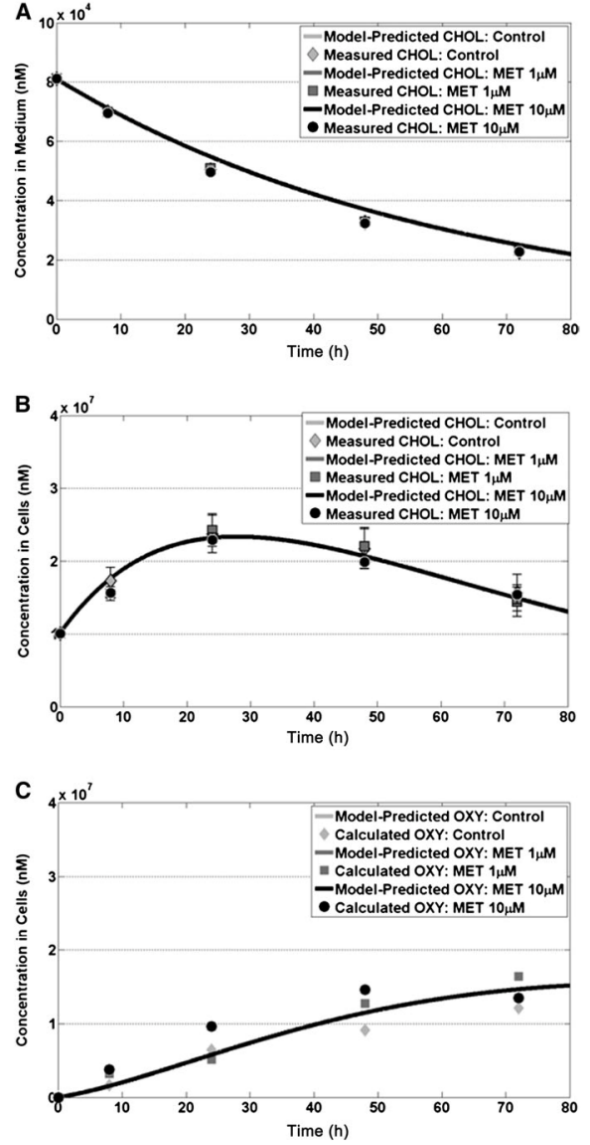 A
10 x 10⁴
Model-Predicted CHOL: Control
Measured CHOL: Control
Model-Predicted CHOL: MET 1µM
Measured CHOL: MET 1µM
Model-Predicted CHOL: MET 10µM
Measured CHOL: MET 10µM
Concentration in Medium (nM)
8
6
4
2
0
0 10 20 30 40 50 60 70 80
Time (h)
B
4 x 10⁷
Model-Predicted CHOL: Control
Measured CHOL: Control
Model-Predicted CHOL: MET 1µM
Measured CHOL: MET 1µM
Model-Predicted CHOL: MET 10µM
Measured CHOL: MET 10µM
Concentration in Cells (nM)
3
2
1
0
0 10 20 30 40 50 60 70 80
Time (h)
C
4 x 10⁷
Model-Predicted OXY: Control
Calculated OXY: Control
Model-Predicted OXY: MET 1µM
Calculated OXY: MET 1µM
Model-Predicted OXY: MET 10µM
Calculated OXY: MET 10µM
Concentration in Cells (nM)
3
2
1
0
0 10 20 30 40 50 60 70 80
Time (h)